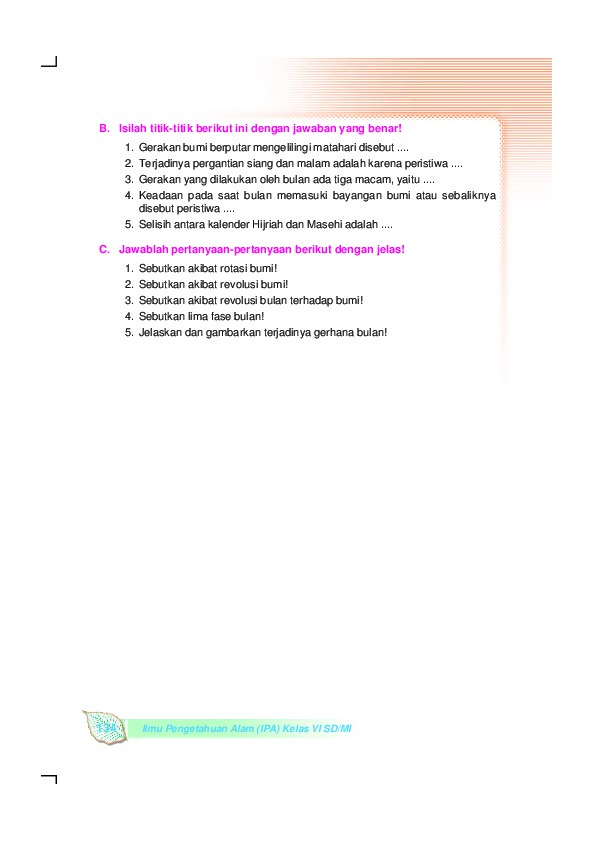 B. Isilah titik-titik berikut ini dengan jawaban yang benar!
1. Gerakan bumi berputar mengelilingi matahari disebut ....
2. Terjadinya pergantian siang dan malam adalah karena peristiwa ....
3. Gerakan yang dilakukan oleh bulan ada tiga macam, yaitu ....
4. Keadaan pada saat bulan memasuki bayangan bumi atau sebaliknya
disebut peristiwa ....
5. Selisih antara kalender Hijriah dan Masehi adalah ....
C. Jawablah pertanyaan-pertanyaan berikut dengan jelas!
1. Sebutkan akibat rotasi bumi!
2. Sebutkan akibat revolusi bumi!
3. Sebutkan akibat revolusi bulan terhadap bumi!
4. Sebutkan lima fase bulan!
5. Jelaskan dan gambarkan terjadinya gerhana bulan!
Ilmu Pengetahuan Alam (IPA) Kelas VI SD/MI